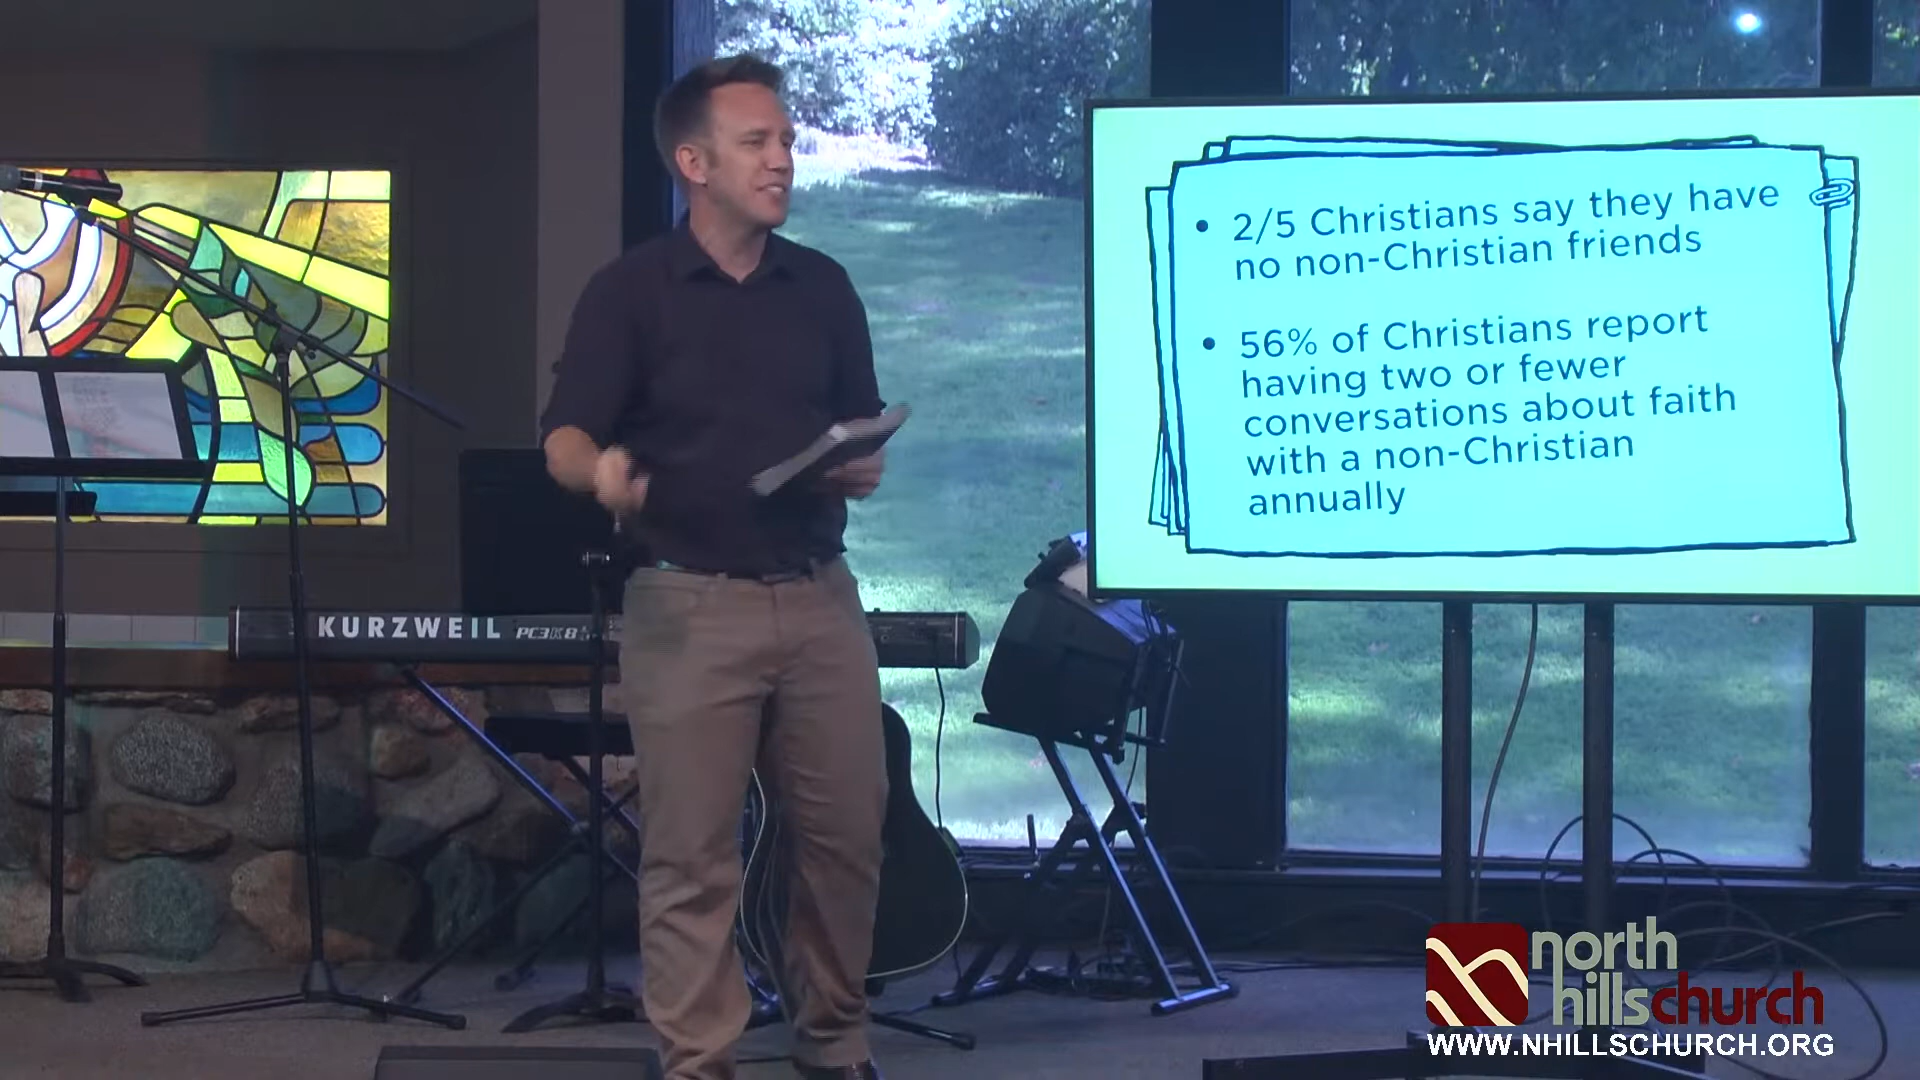 • 2/5 Christians say they have
no non-Christian friends
• 56% of Christians report
having two or fewer
conversations about faith
with a non-Christian
annually
KURZWEIL PC3K8
north
hillschurch
WWW.NHILLSCHURCH.ORG